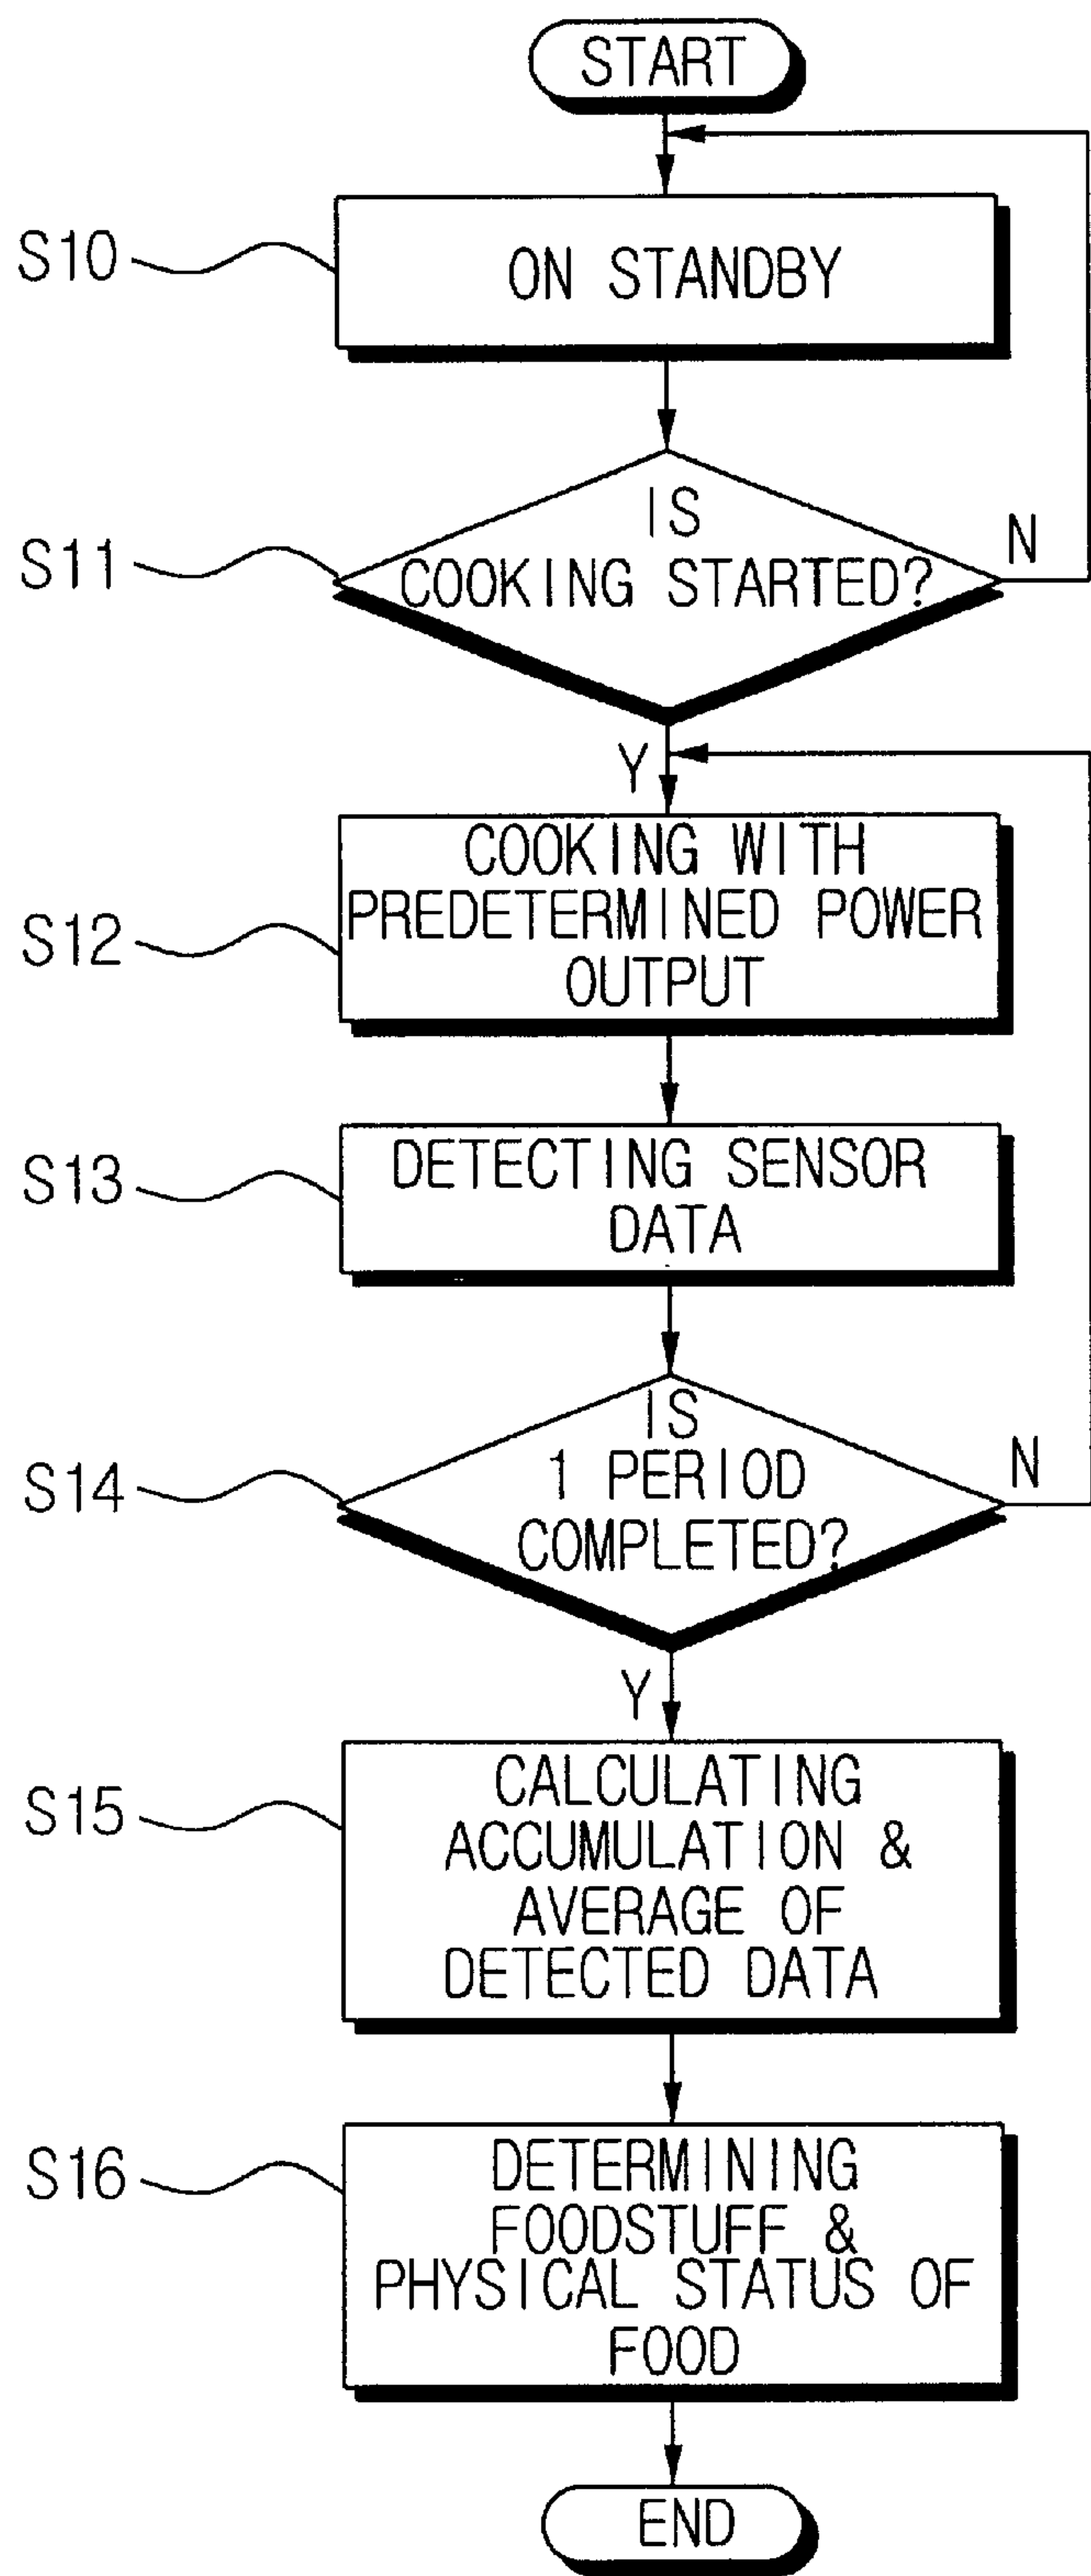 START
S10
ON STANDBY
S11
IS
COOKING STARTED?
N
Y
S12
COOKING WITH
PREDETERMINED POWER
OUTPUT
S13
DETECTING SENSOR
DATA
S14
IS
1 PERIOD
COMPLETED?
N
Y
S15
CALCULATING
ACCUMULATION &
AVERAGE OF
DETECTED DATA
S16
DETERMINING
FOODSTUFF &
PHYSICAL STATUS OF
FOOD
END